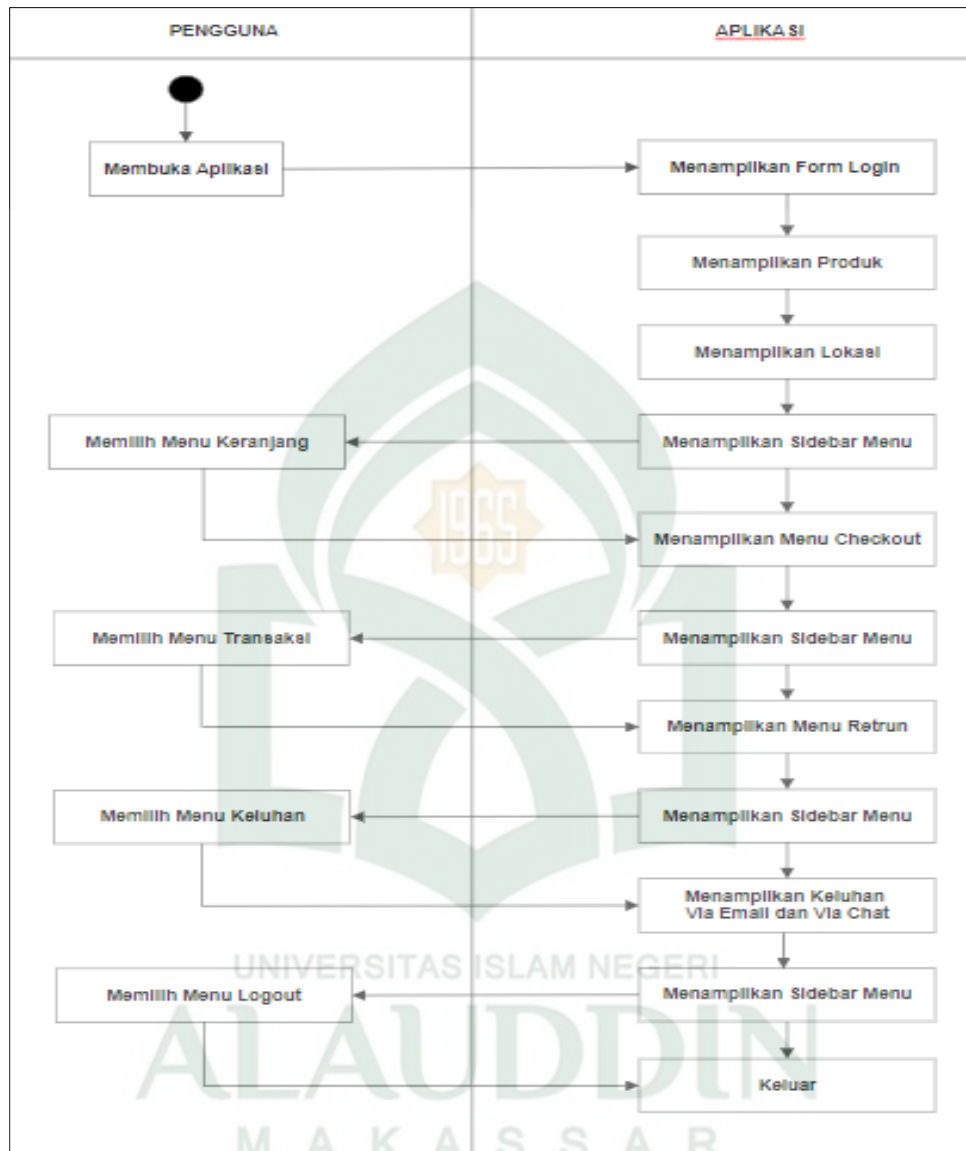 PENGGUNA
APLIKASI
Membuka Aplikasi
Menampilkan Form Login
Menampilkan Produk
Menampilkan Lokasi
Memilih Menu Keranjang
Menampilkan Sidebar Menu
1965
Menampilkan Menu Checkout
Memilih Menu Transaksi
Menampilkan Sidebar Menu
Menampilkan Menu Retrun
Memilih Menu Keluhan
Menampilkan Sidebar Menu
Menampilkan Keluhan
Via Email dan Via Chat
UNIVERSITAS ISLAM NEGERI
Memilih Menu Logout
Menampilkan Sidebar Menu
ALAUDDIN
Keluar
MAKASSAR